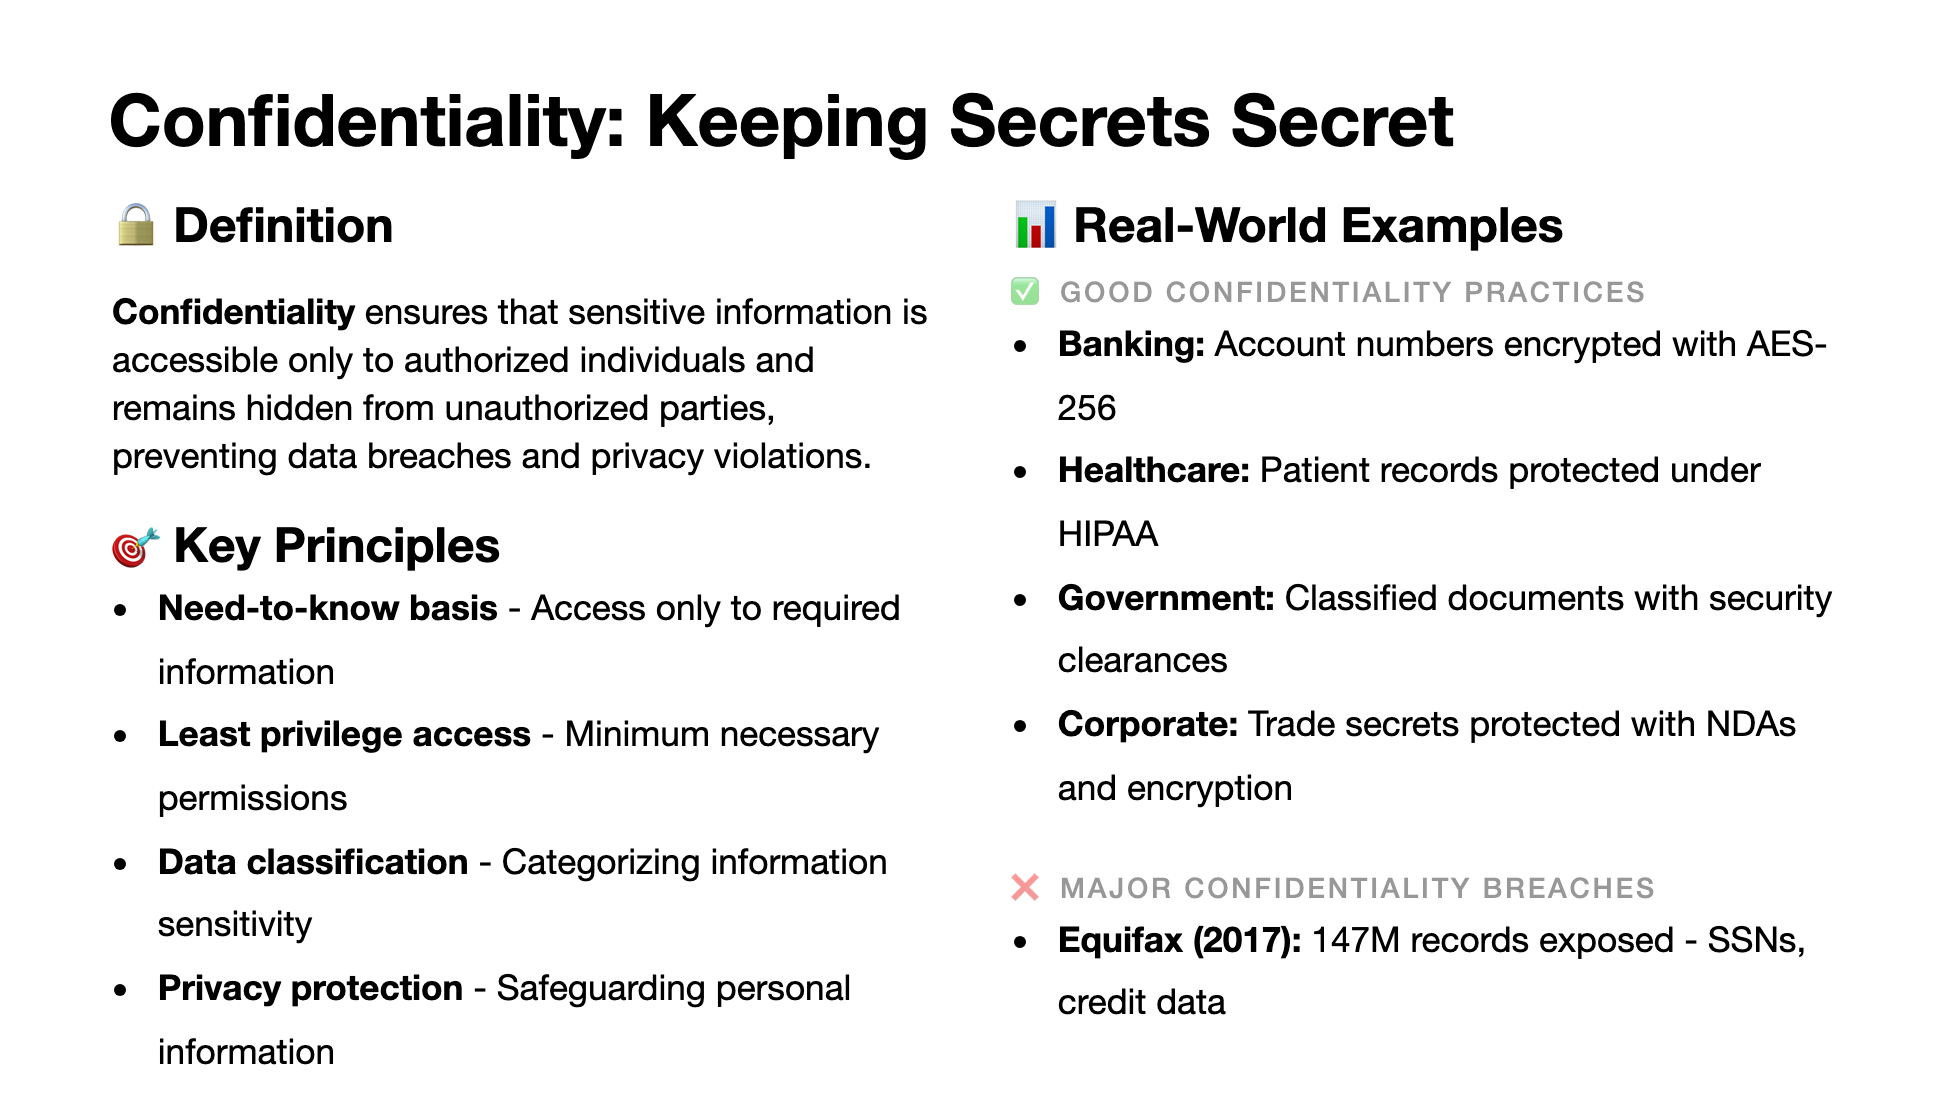 Confidentiality: Keeping Secrets Secret
Definition
Confidentiality ensures that sensitive information is
accessible only to authorized individuals and
remains hidden from unauthorized parties,
preventing data breaches and privacy violations.
Key Principles
Need-to-know basis - Access only to required
information
Least privilege access - Minimum necessary
permissions
Data classification - Categorizing information
sensitivity
Privacy protection - Safeguarding personal
information
Real-World Examples
GOOD CONFIDENTIALITY PRACTICES
Banking: Account numbers encrypted with AES-
256
Healthcare: Patient records protected under
HIPAA
Government: Classified documents with security
clearances
Corporate: Trade secrets protected with NDAs
and encryption
MAJOR CONFIDENTIALITY BREACHES
Equifax (2017): 147M records exposed - SSNs,
credit data